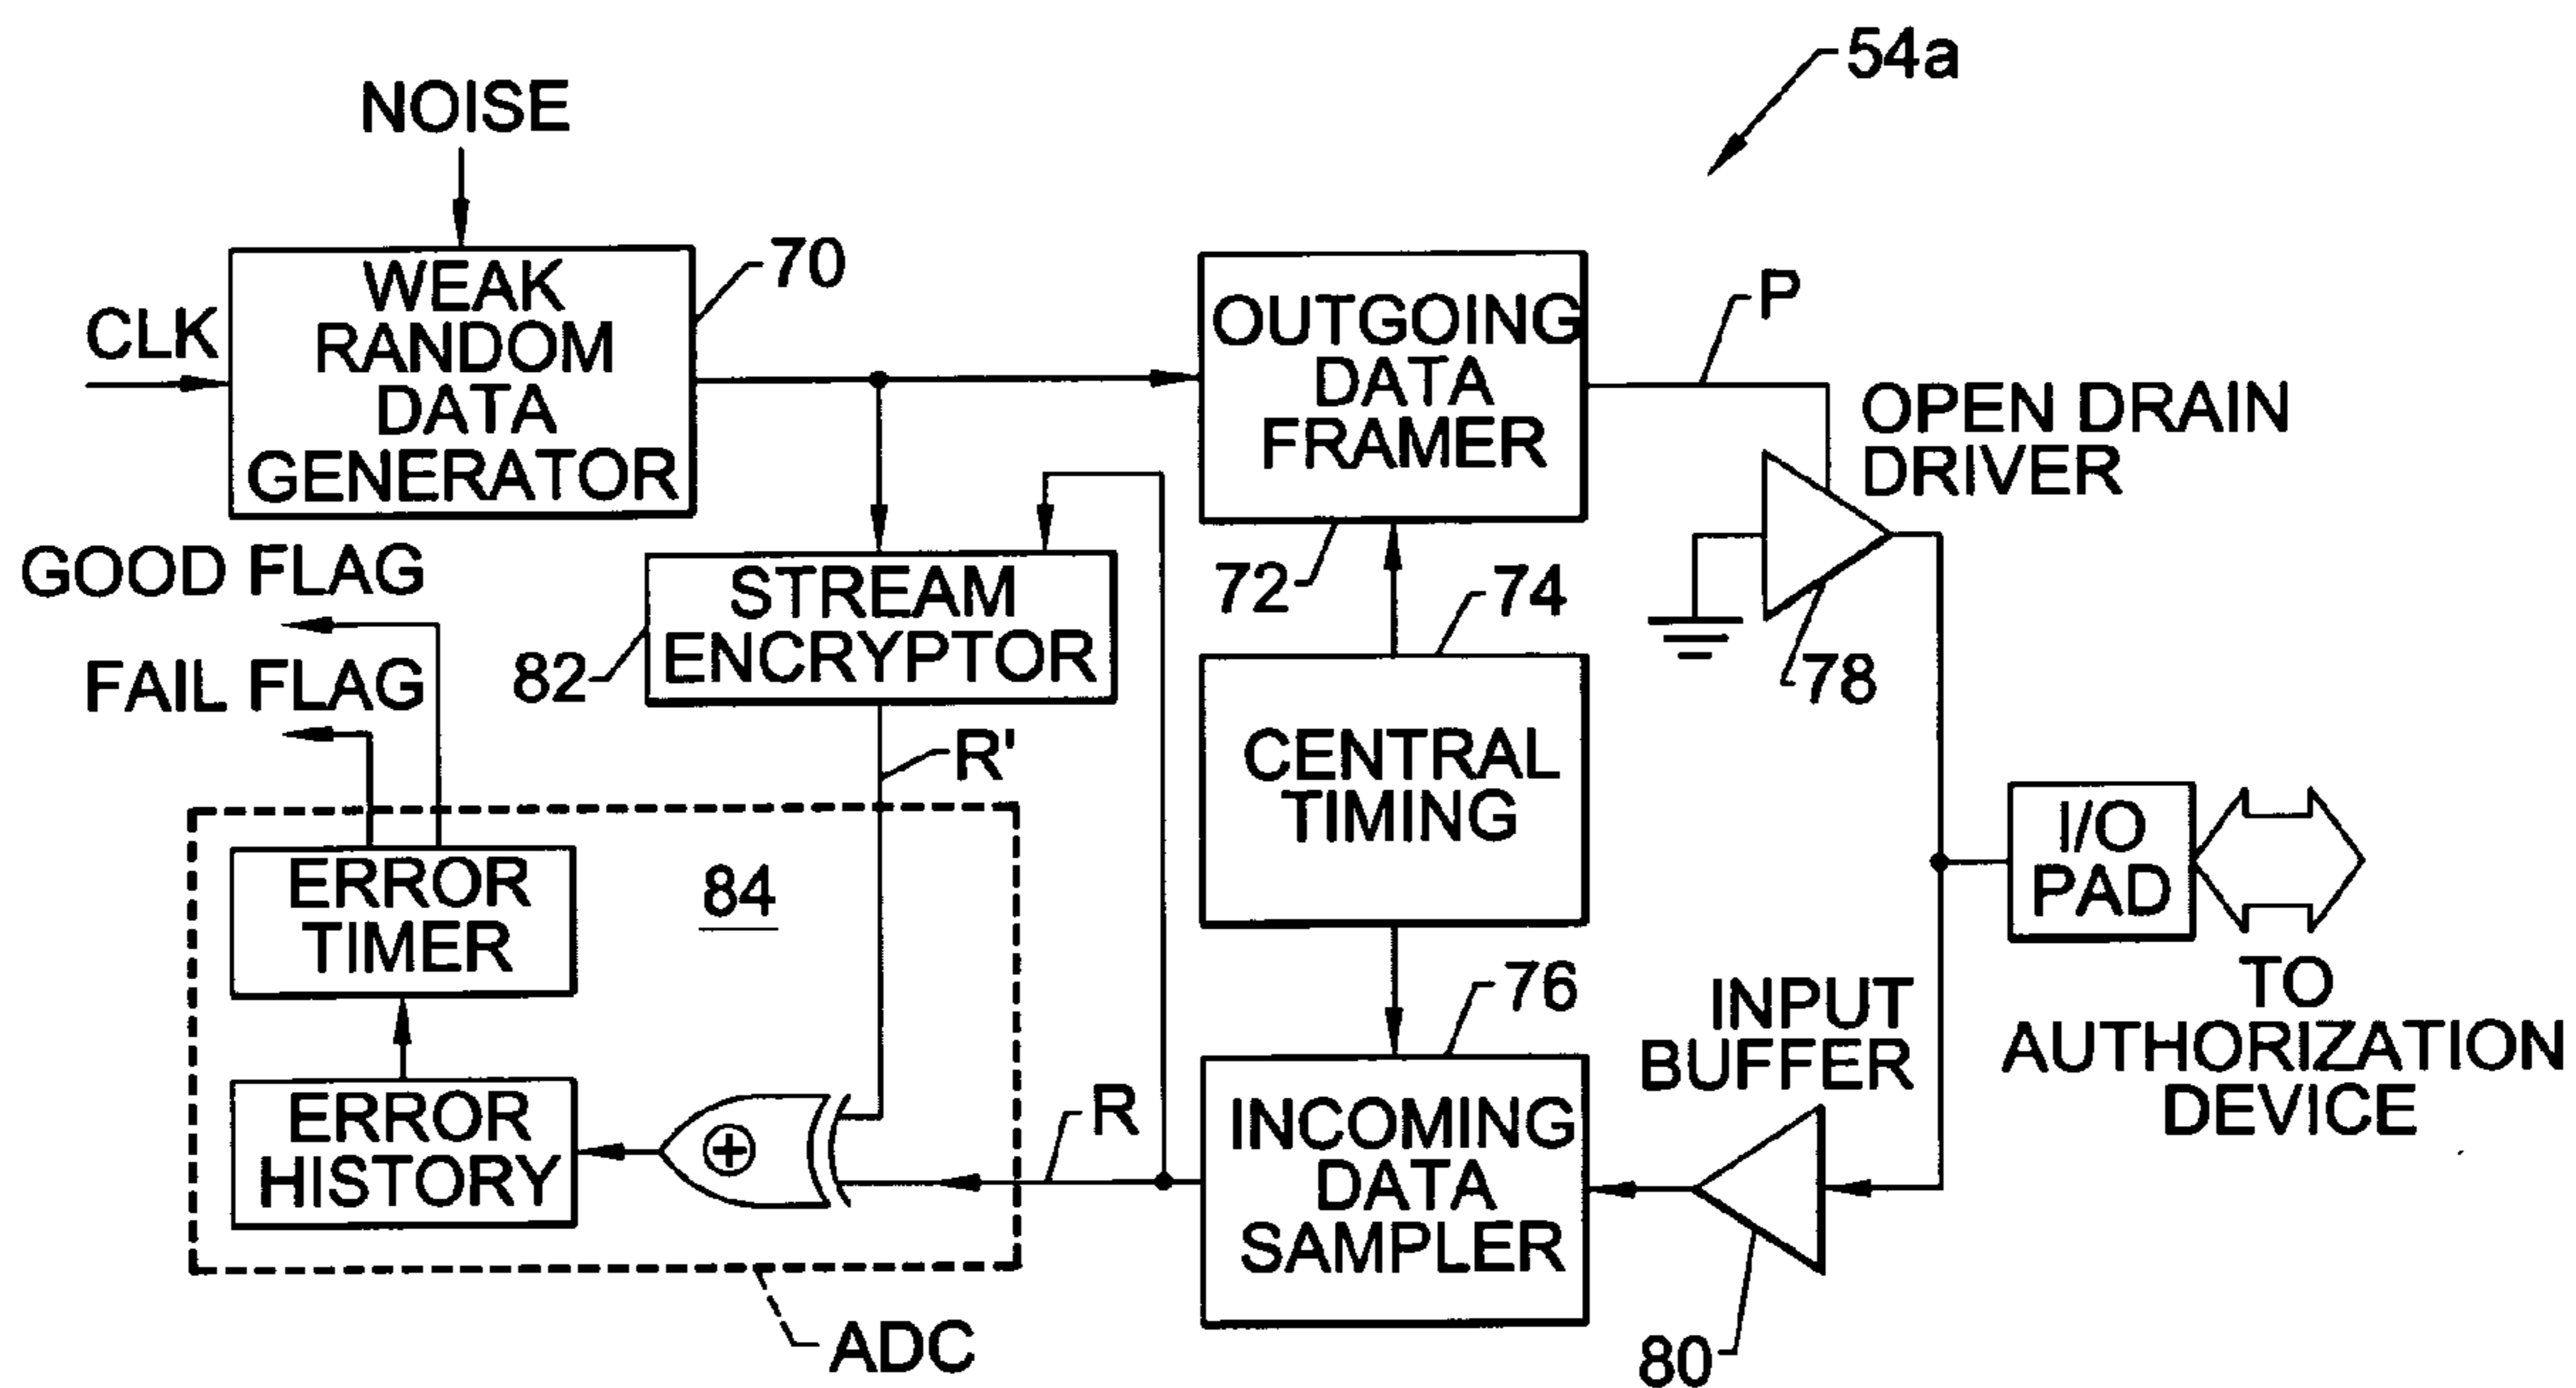 54a
NOISE
CLK
WEAK
RANDOM
DATA
GENERATOR
70
OUTGOING
DATA
FRAMER
72
P
OPEN DRAIN
DRIVER
78
GOOD FLAG
FAIL FLAG
STREAM
ENCRYPTOR
82
R'
74
CENTRAL
TIMING
I/O
PAD
TO
AUTHORIZATION
DEVICE
ERROR
TIMER
84
ERROR
HISTORY
+
R
76
INCOMING
DATA
SAMPLER
INPUT
BUFFER
80
ADC